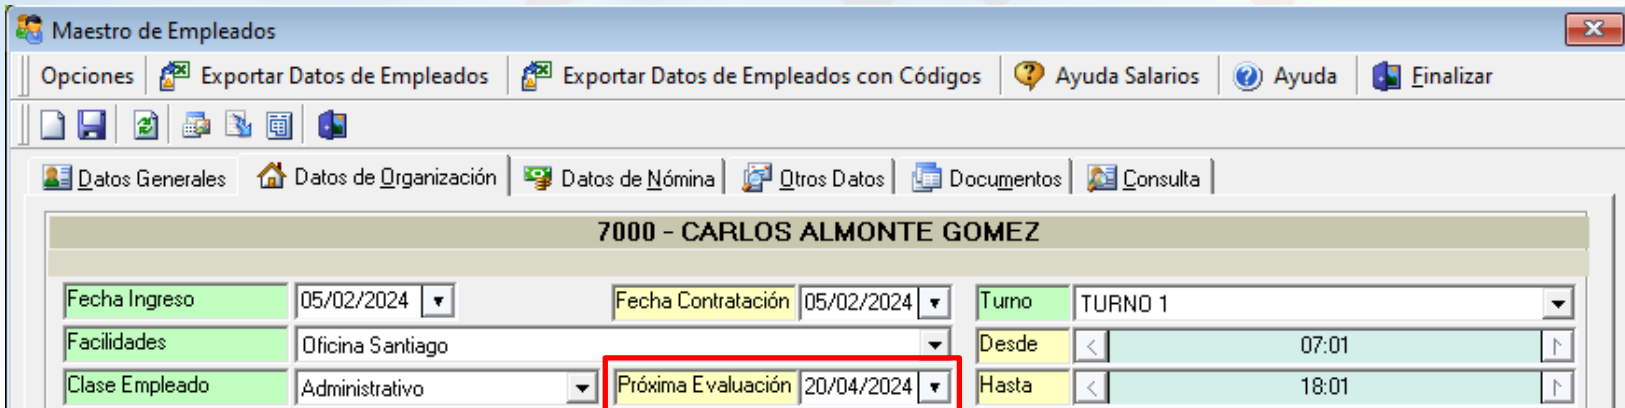 Maestro de Empleados
Opciones Exportar Datos de Empleados Exportar Datos de Empleados con Códigos Ayuda Salarios Ayuda Finalizar
Datos Generales Datos de Organización Datos de Nómina Otros Datos Documentos Consulta
7000 - CARLOS ALMONTE GOMEZ
Fecha Ingreso 05/02/2024 Fecha Contratación 05/02/2024 Turno TURNO 1
Facilidades Oficina Santiago Desde 07:01
Clase Empleado Administrativo Próxima Evaluación 20/04/2024 Hasta 18:01